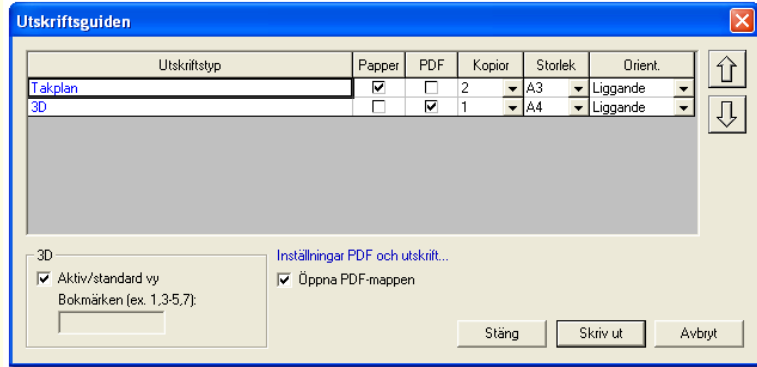 Utskriftsguiden
Utskriftstyp Papper PDF Kopior Storlek Orient.
Takplan 2 A3 Liggande
3D 1 A4 Liggande
3D
Aktiv/standard vy
Bokmärken (ex. 1,3-5,7):
Inställningar PDF och utskrift...
Öppna PDF-mappen
Stäng Skriv ut Avbryt